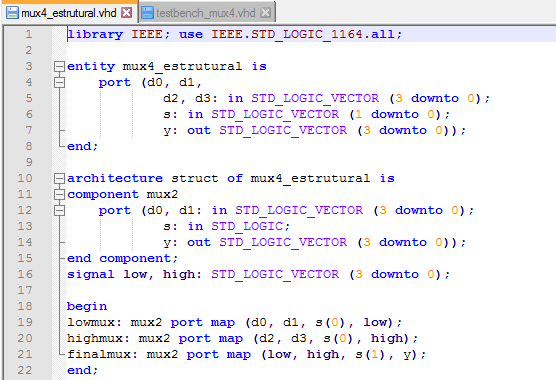 mux4_estrutural.vhd testbench_mux4.vhd
1 library IEEE; use IEEE.STD_LOGIC_1164.all;
2
3 entity mux4_estrutural is
4 port (d0, d1,
5 d2, d3: in STD_LOGIC_VECTOR (3 downto 0);
6 s: in STD_LOGIC_VECTOR (1 downto 0);
7 y: out STD_LOGIC_VECTOR (3 downto 0));
8 end;
9
10 architecture struct of mux4_estrutural is
11 component mux2
12 port (d0, d1: in STD_LOGIC_VECTOR (3 downto 0);
13 s: in STD_LOGIC;
14 y: out STD_LOGIC_VECTOR (3 downto 0));
15 end component;
16 signal low, high: STD_LOGIC_VECTOR (3 downto 0);
17
18 begin
19 lowmux: mux2 port map (d0, d1, s(0), low);
20 highmux: mux2 port map (d2, d3, s(0), high);
21 finalmux: mux2 port map (low, high, s(1), y);
22 end;